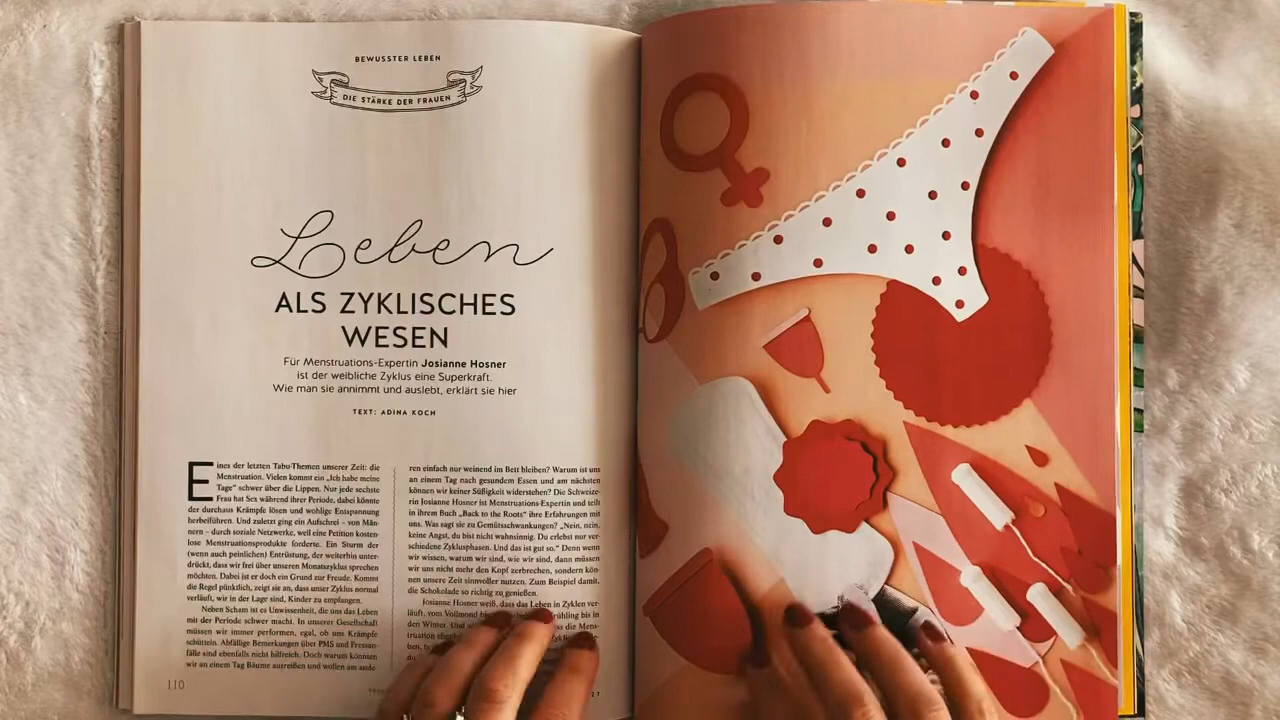 BEWUSSTER LEBEN
DIE STÄRKE DER FRAUEN
Leben
ALS ZYKLISCHES
WESEN
Für Menstruations-Expertin Josianne Hosner
ist der weibliche Zyklus eine Superkraft.
Wie man sie annimmt und auslebt, erklärt sie hier
TEXT: ADINA KOCH
Eines der letzten Tabu-Themen unserer Zeit: die
Menstruation. Vielen kommt ein „Ich habe meine
Tage“ schwer über die Lippen. Nur jede sechste
Frau hat Sex während ihrer Periode, dabei könnte
der durchaus Krämpfe lösen und wohlige Entspannung
herbeiführen. Und zuletzt ging ein Aufschrei – von Män-
nern – durch soziale Netzwerke, weil eine Petition kosten-
lose Menstruationsprodukte forderte. Ein Sturm der
(wenn auch peinlichen) Entrüstung, der weiterhin unter-
drückt, dass wir frei über unseren Monatszyklus sprechen
möchten. Dabei ist er doch ein Grund zur Freude. Kommt
die Regel pünktlich, zeigt sie an, dass unser Zyklus normal
verläuft, wir in der Lage sind, Kinder zu empfangen.
Neben Scham ist es Unwissenheit, die uns das Leben
mit der Periode schwer macht. In unserer Gesellschaft
müssen wir immer performen, egal, ob uns Krämpfe
schütteln. Abfällige Bemerkungen über PMS und Fressan-
fälle sind ebenfalls nicht hilfreich. Doch warum könnten
wir an einem Tag Bäume ausreißen und wollen am ande
ren einfach nur weinend im Bett bleiben? Warum ist uns
an einem Tag nach gesundem Essen und am nächsten
können wir keiner Süßigkeit widerstehen? Die Schweize-
rin Josianne Hosner ist Menstruations-Expertin und teilt
in ihrem Buch „Back to the Roots“ ihre Erfahrungen mit
uns. Was sagt sie zu Gemütsschwankungen? „Nein, nein,
keine Angst, du bist nicht wahnsinnig. Du erlebst nur ver-
schiedene Zyklusphasen. Und das ist gut so.“ Denn wenn
wir wissen, warum wir sind, wie wir sind, dann müssen
wir uns nicht mehr den Kopf zerbrechen, sondern kön-
nen unsere Zeit sinnvoller nutzen. Zum Beispiel damit,
die Schokolade so richtig zu genießen.
Josianne Hosner weiß, dass das Leben in Zyklen ver-
läuft, vom Vollmond bis Frühling bis in
den Winter. Und die Mens-
truation
110